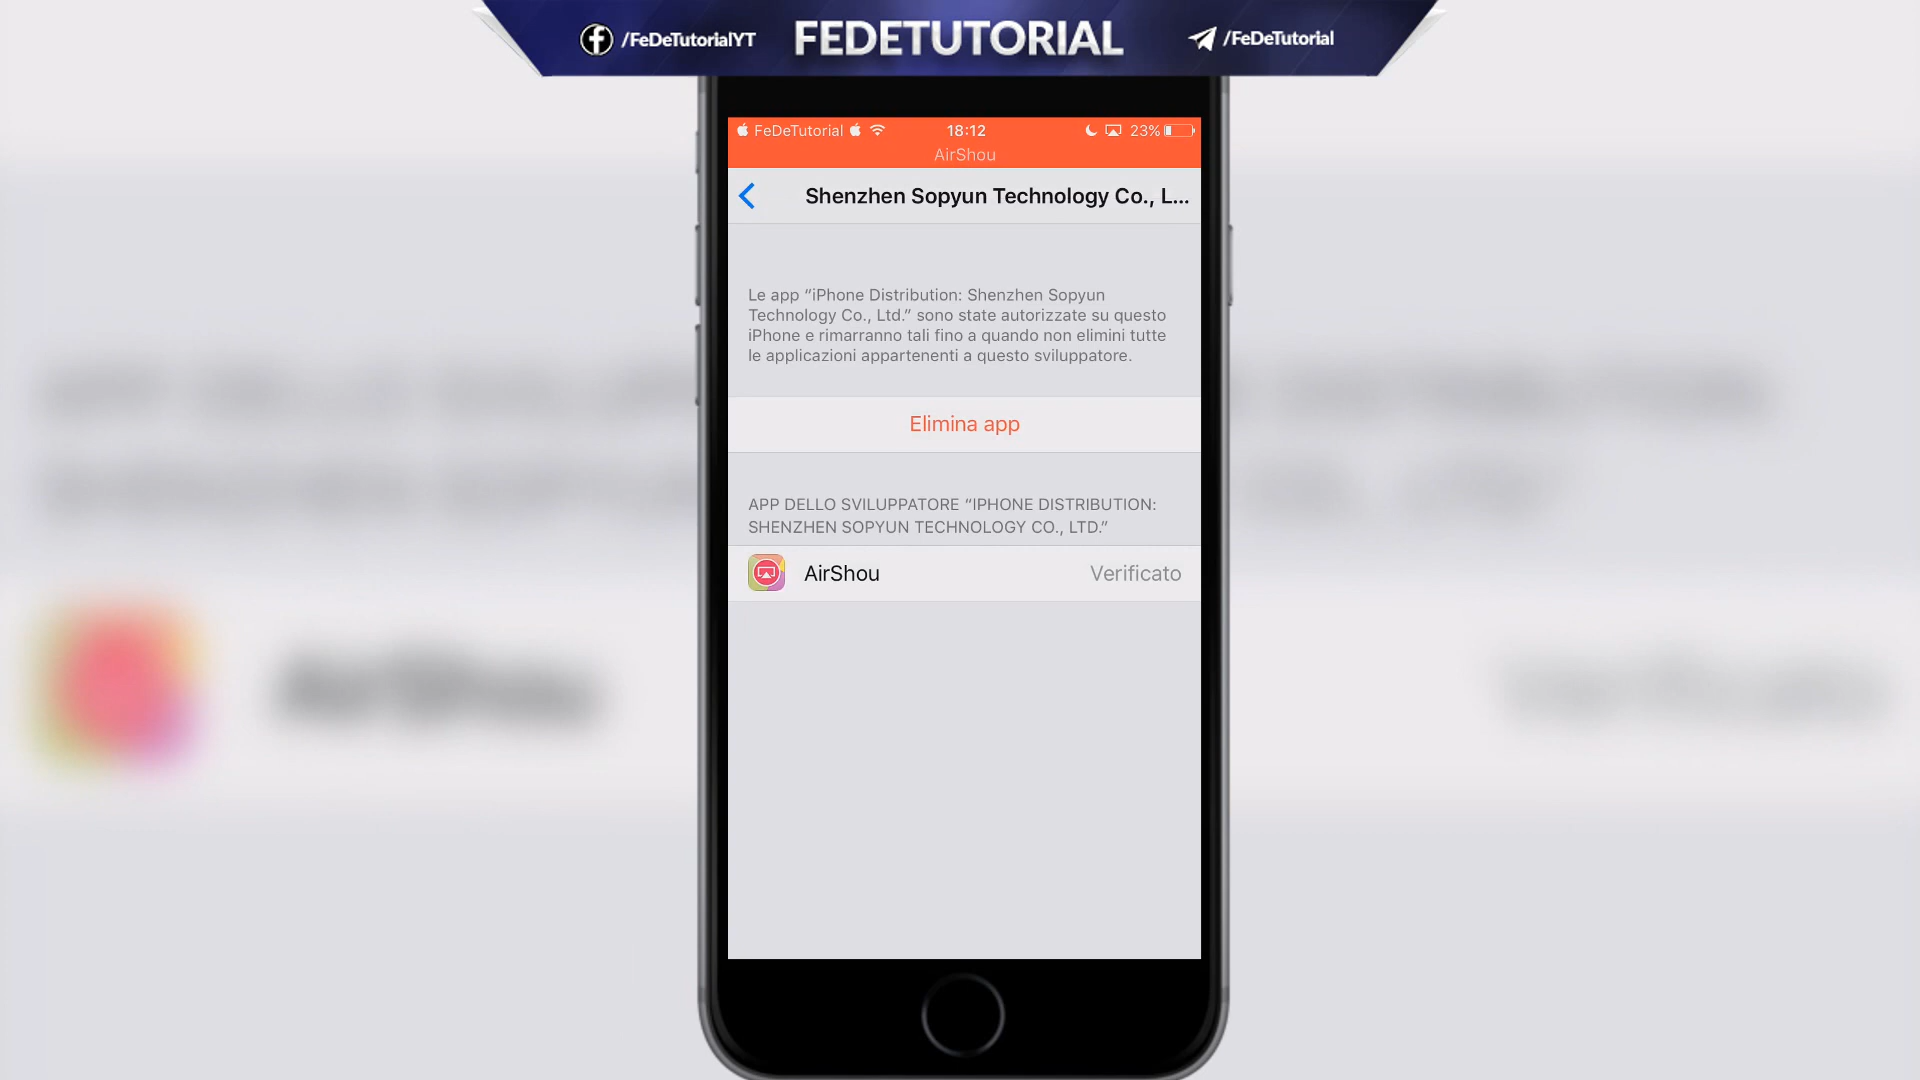 /FeDeTutorialYT
FEDETUTORIAL
/FeDeTutorial
FeDeTutorial 18:12 23%
AirShou
Shenzhen Sopyun Technology Co., L...
Le app “iPhone Distribution: Shenzhen Sopyun
Technology Co., Ltd.” sono state autorizzate su questo
iPhone e rimarranno tali fino a quando non elimini tutte
le applicazioni appartenenti a questo sviluppatore.
Elimina app
APP DELLO SVILUPPATORE “IPHONE DISTRIBUTION:
SHENZHEN SOPYUN TECHNOLOGY CO., LTD.”
AirShou Verificato